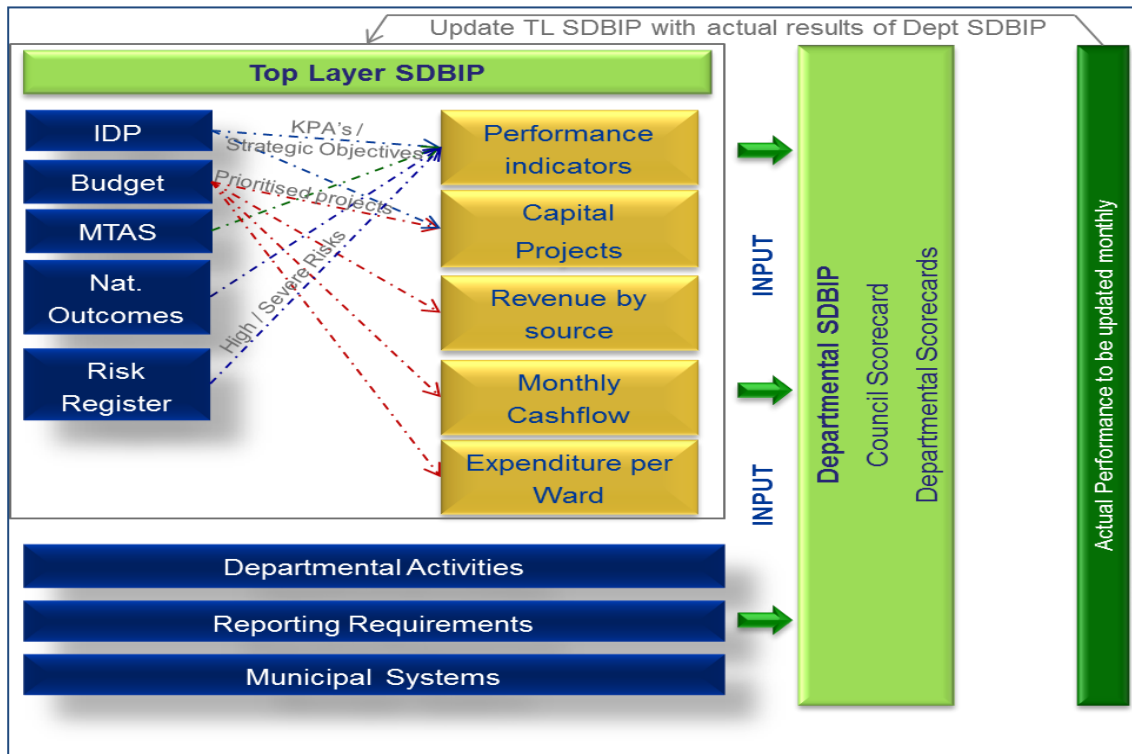 Update TL SDBIP with actual results of Dept SDBIP
Top Layer SDBIP
IDP
Budget
MTAS
Nat.
Outcomes
Risk
Register
KPA's /
Strategic Objectives
Prioritised projects
High / Severe Risks
Performance
indicators
Capital
Projects
Revenue by
source
Monthly
Cashflow
Expenditure per
Ward
INPUT
INPUT
Departmental SDBIP
Council Scorecard
Departmental Scorecards
Actual Performance to be updated monthly
Departmental Activities
Reporting Requirements
Municipal Systems